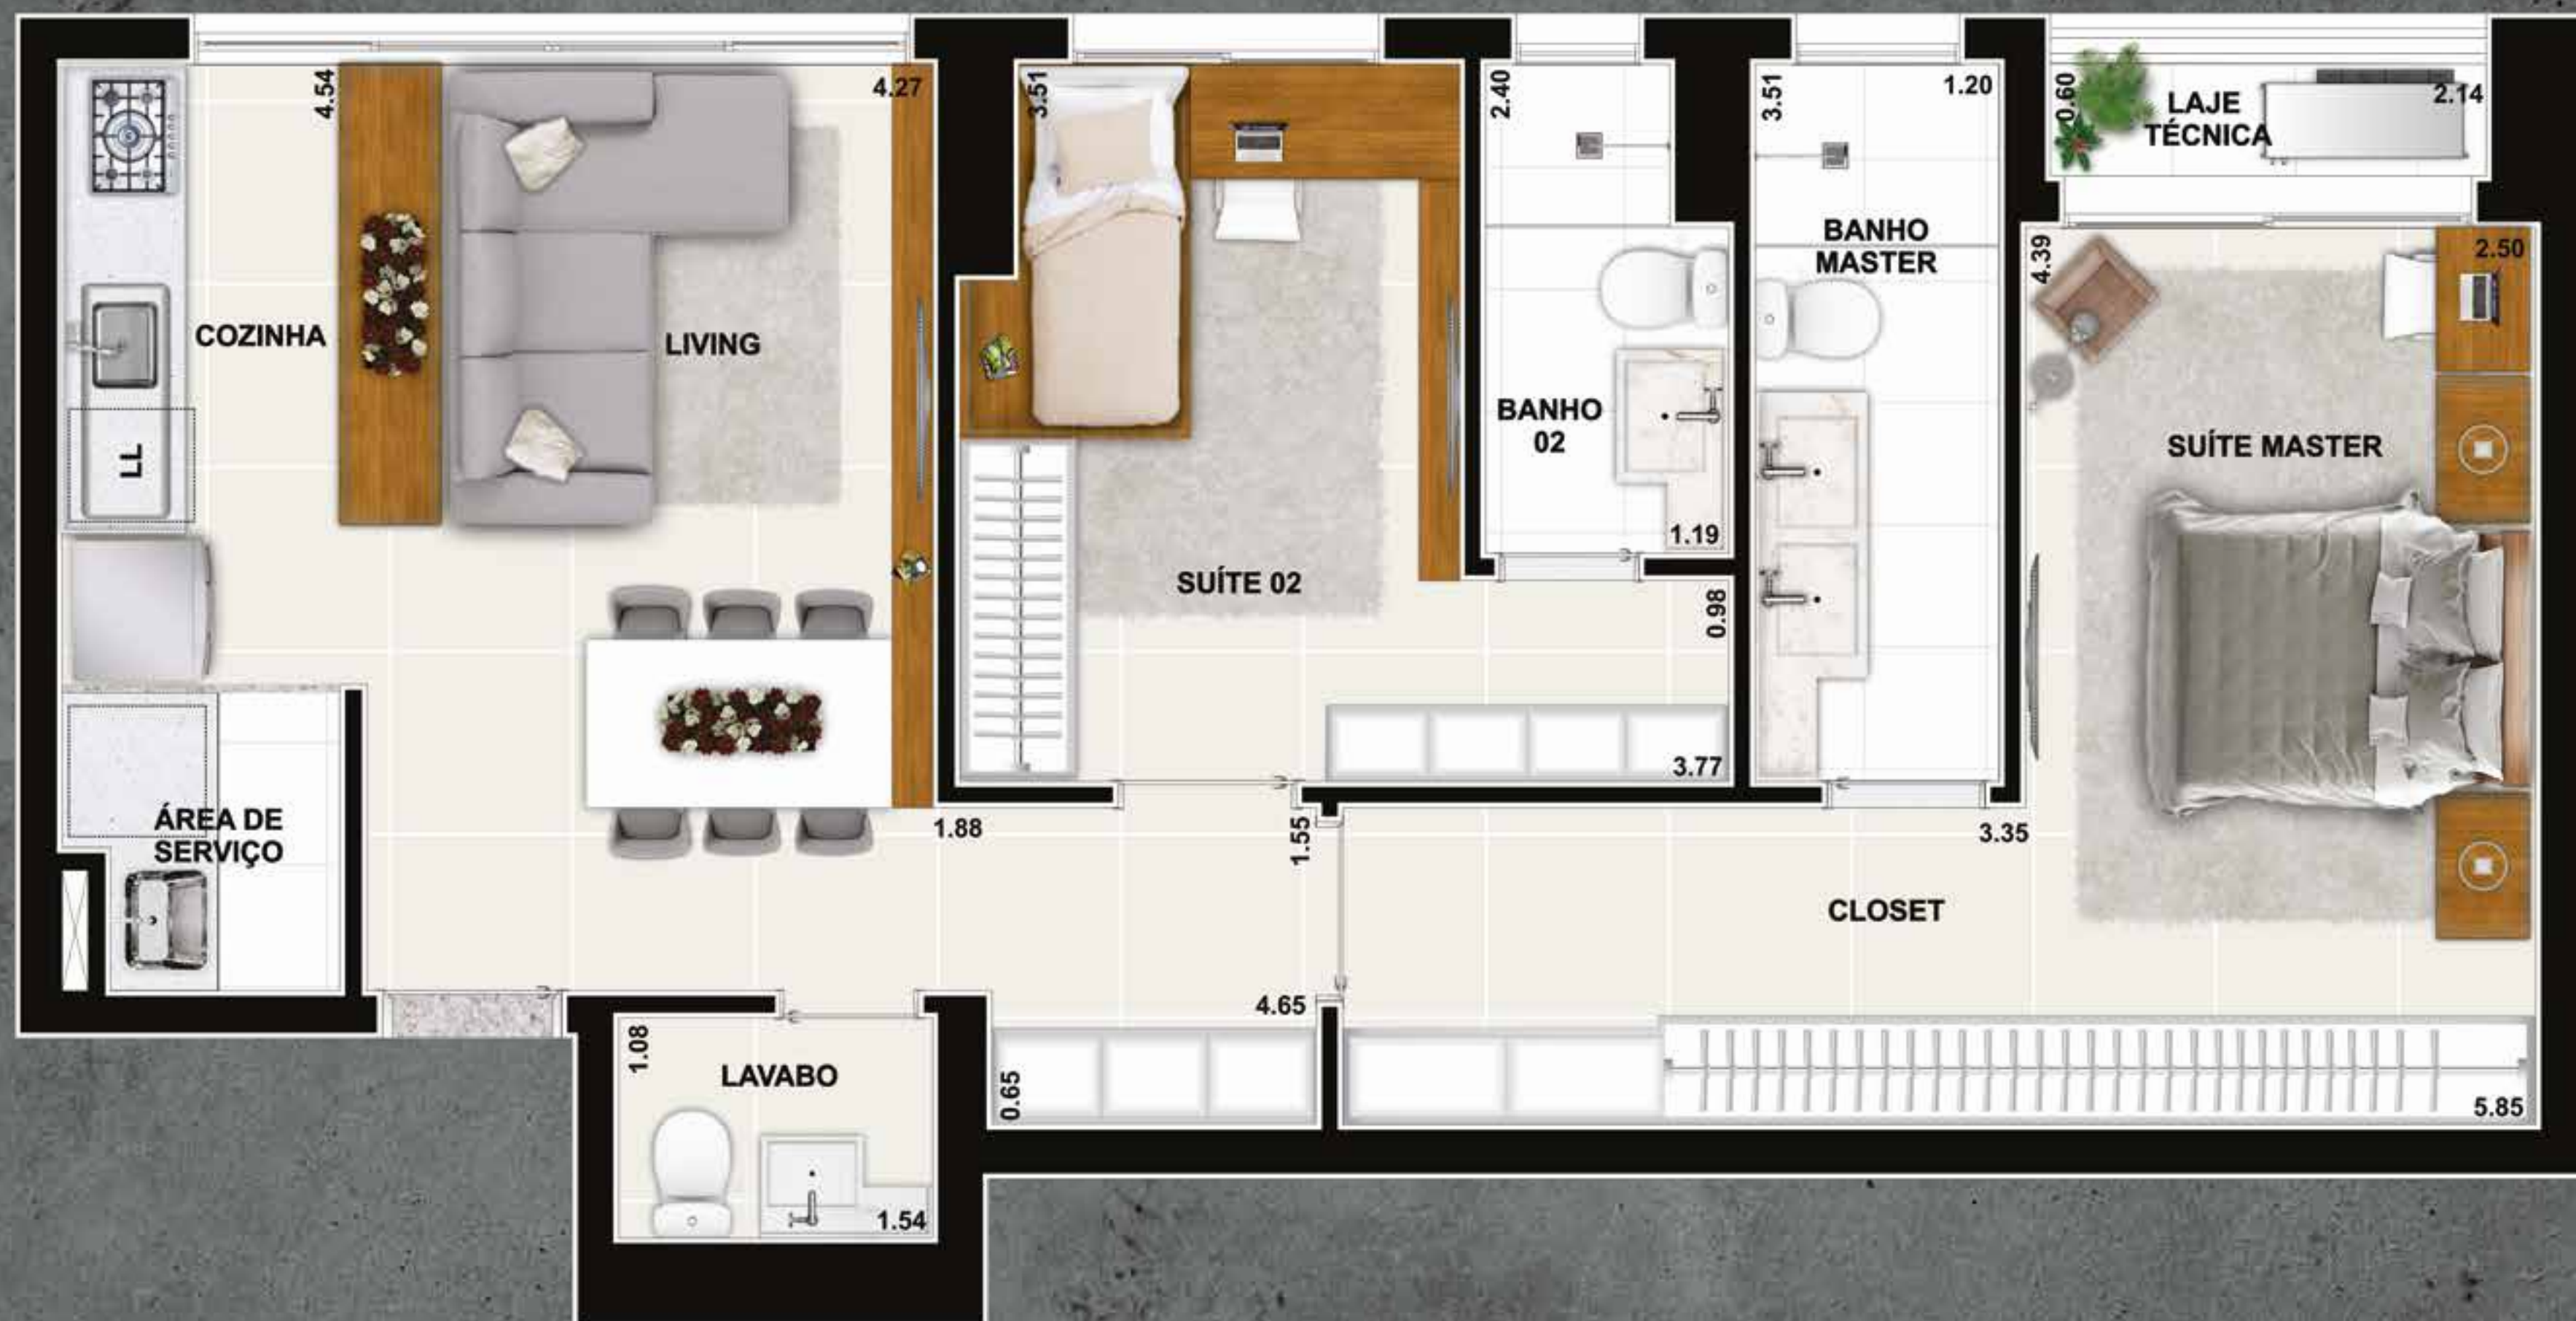 4.54
4.27
3.51
2.40
3.51
1.20
0.60
LAJE
TÉCNICA
2.14
BANHO
MASTER
4.39
2.50
COZINHA
LIVING
BANHO
02
SUÍTE MASTER
LL
1.19
SUÍTE 02
0.98
3.77
ÁREA DE
SERVIÇO
1.88
1.55
3.35
CLOSET
4.65
1.08
LAVABO
0.65
5.85
1.54